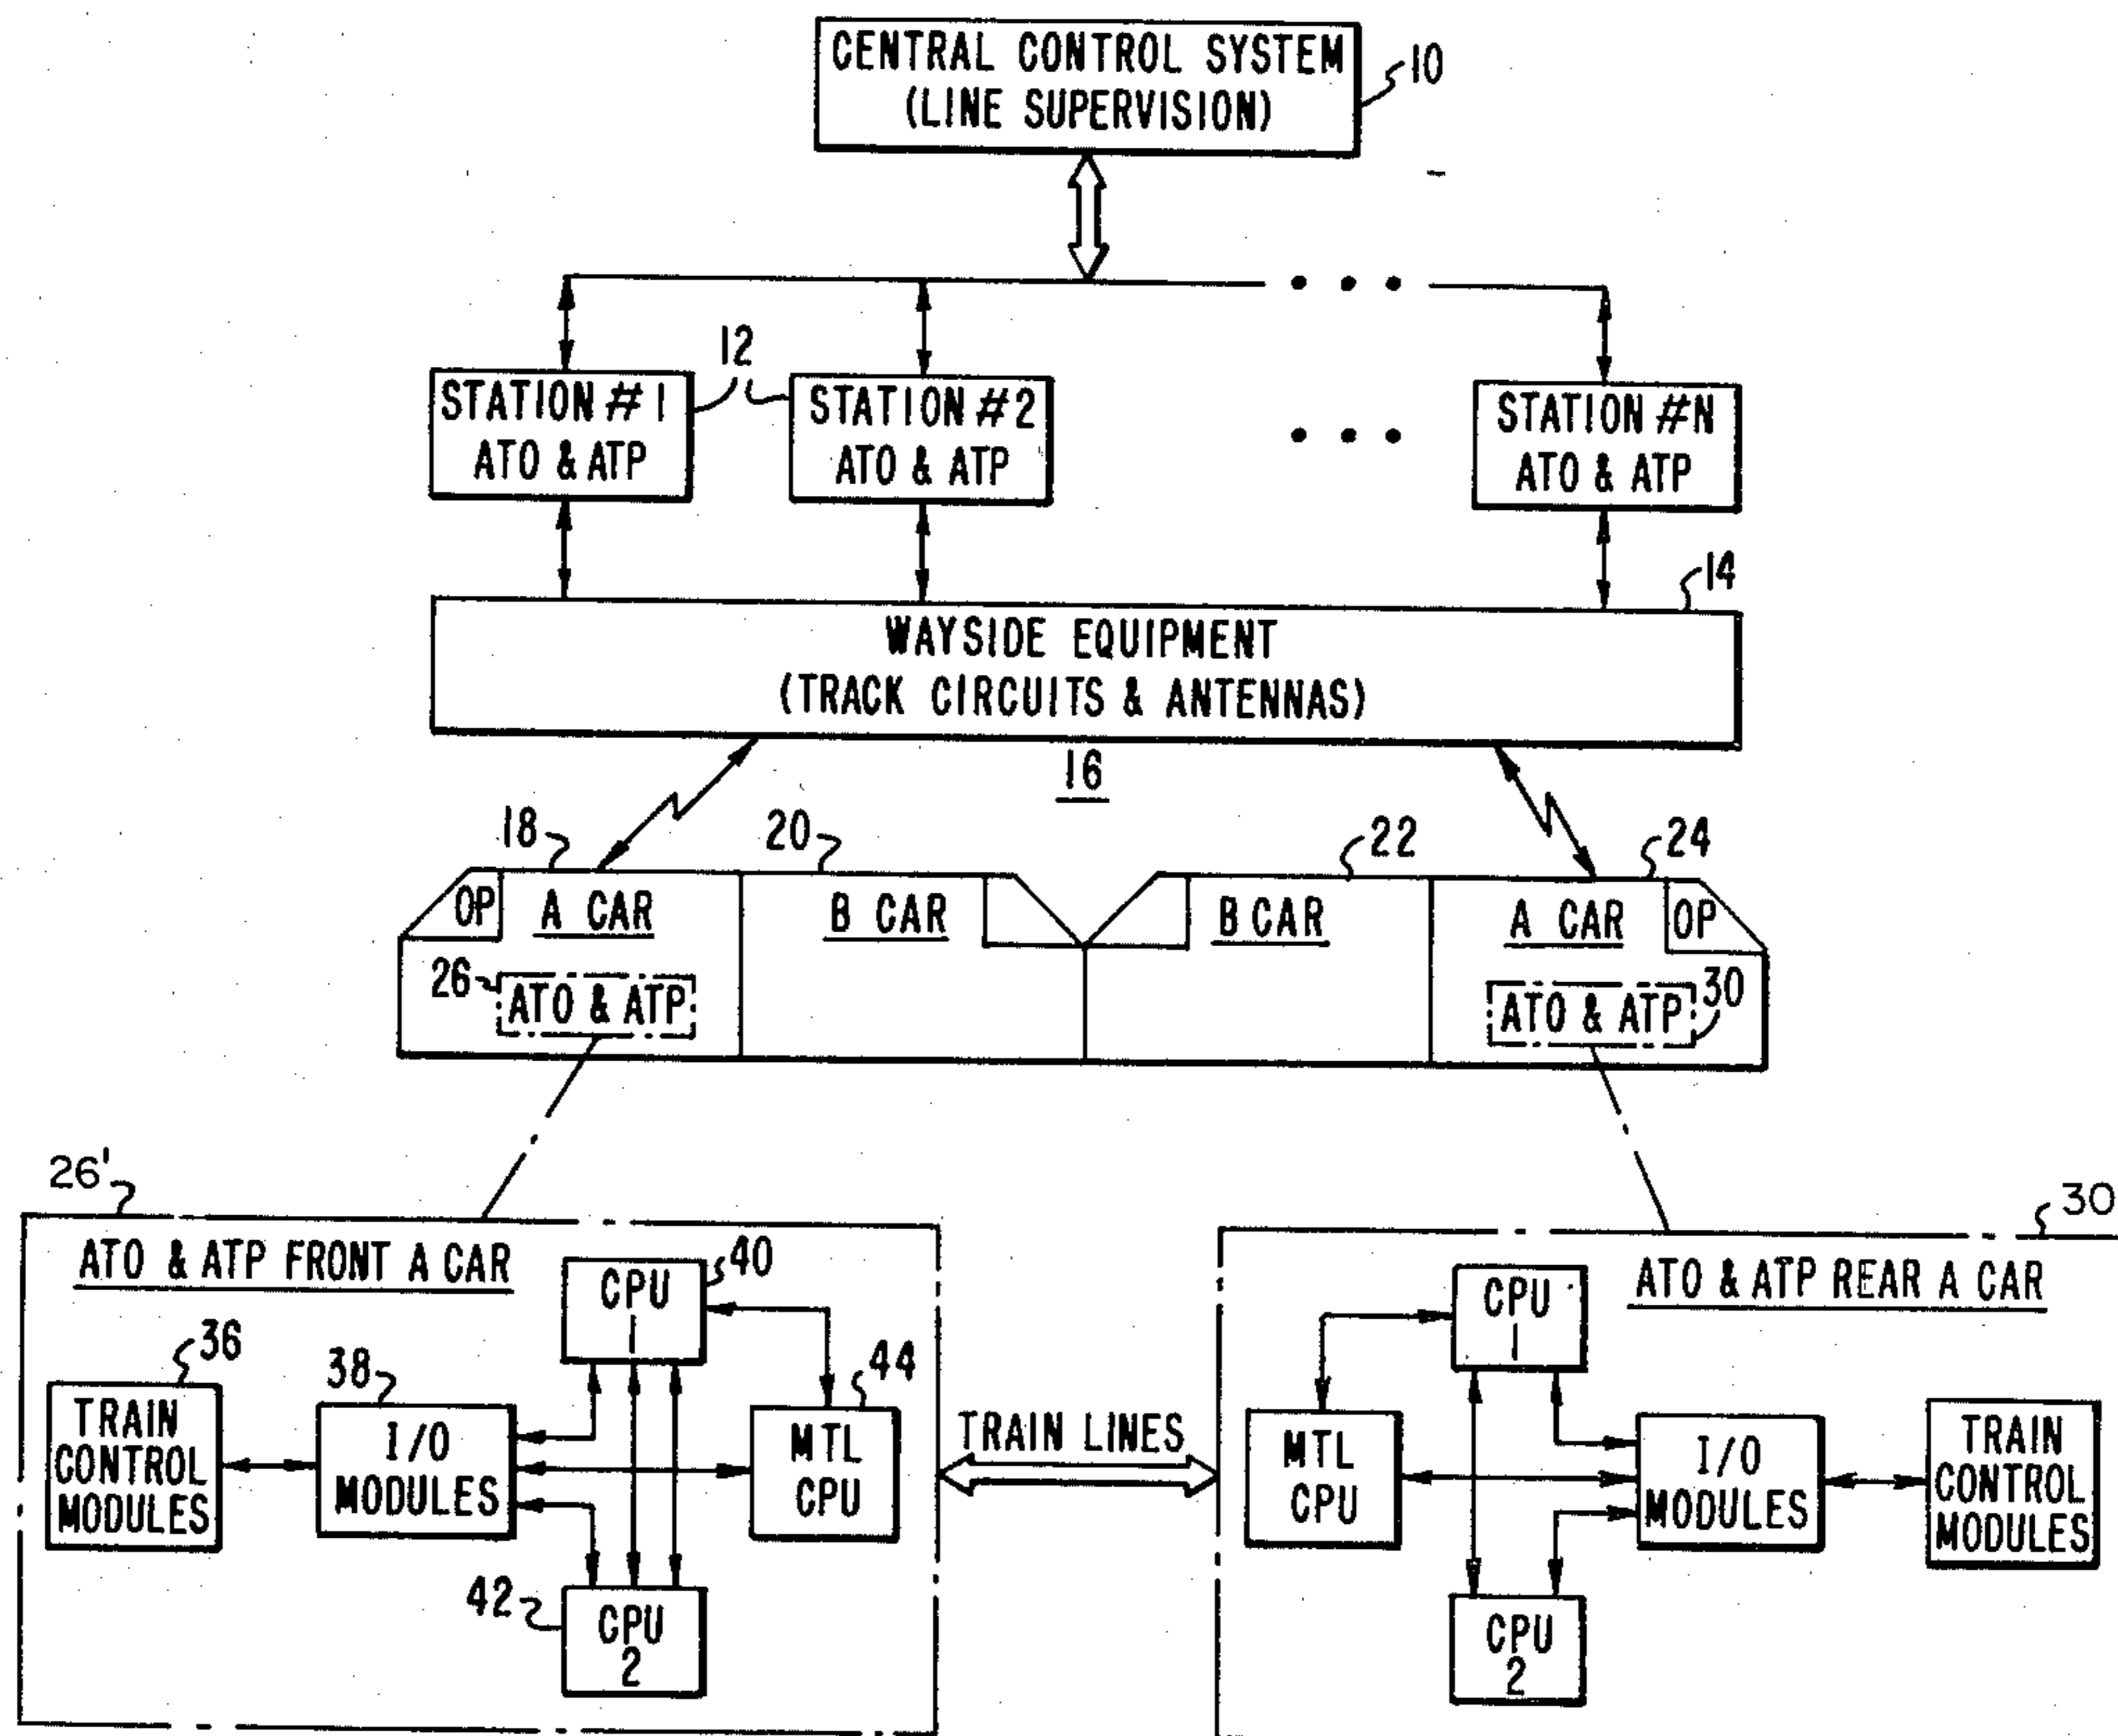 CENTRAL CONTROL SYSTEM
(LINE SUPERVISION)
10
12
STATION #1
ATO & ATP
STATION #2
ATO & ATP
STATION #N
ATO & ATP
14
WAYSIDE EQUIPMENT
(TRACK CIRCUITS & ANTENNAS)
16
18
20
22
24
OP
A CAR
B CAR
B CAR
A CAR
OP
26
ATO & ATP
ATO & ATP
30
26'
30
ATO & ATP FRONT A CAR
40
CPU
1
36
38
44
TRAIN
CONTROL
MODULES
I/O
MODULES
MTL
CPU
42
CPU
2
TRAIN LINES
ATO & ATP REAR A CAR
CPU
1
MTL
CPU
I/O
MODULES
TRAIN
CONTROL
MODULES
CPU
2